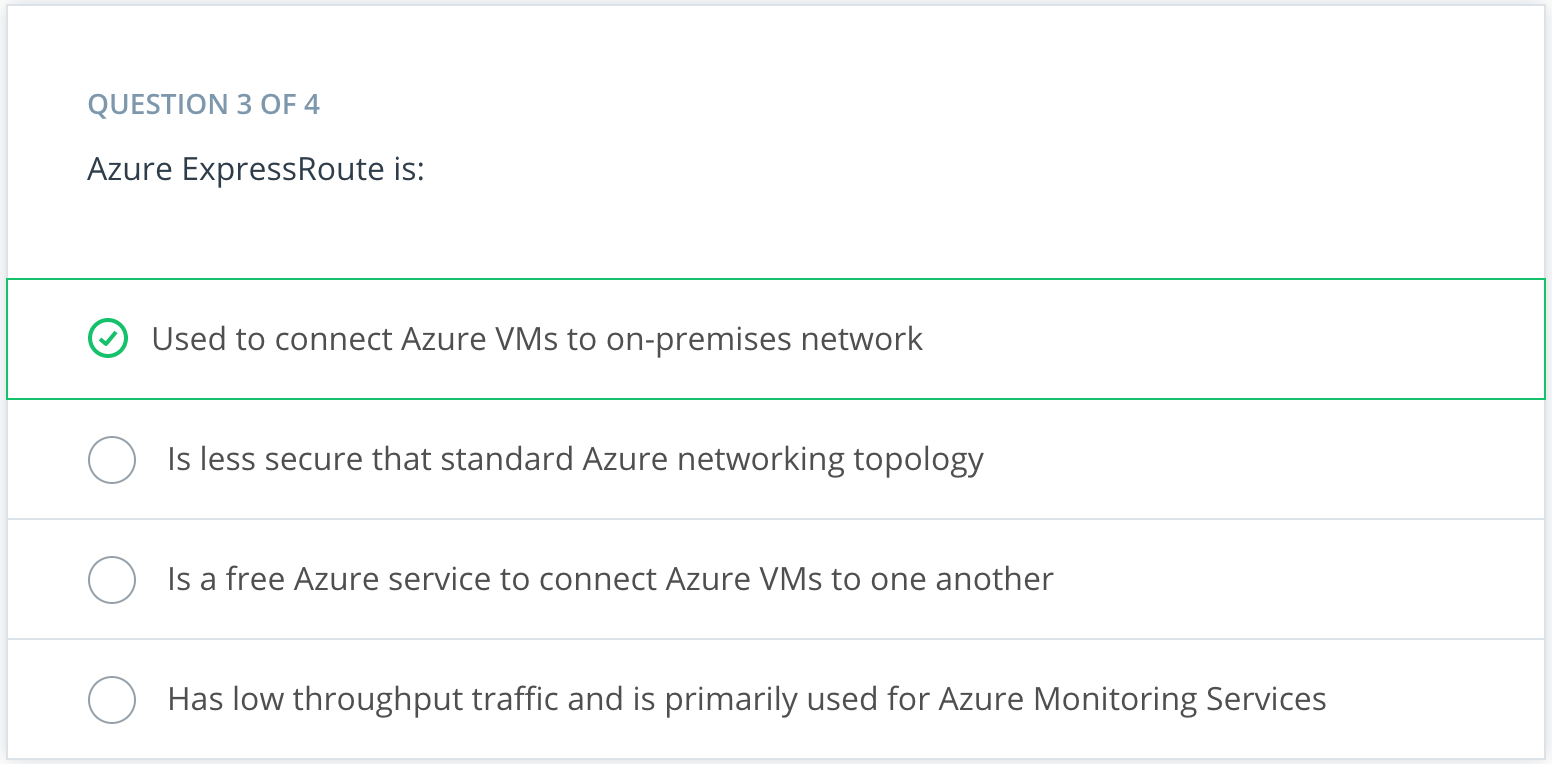 QUESTION 3 OF 4
Azure ExpressRoute is:
Used to connect Azure VMs to on-premises network
Is less secure that standard Azure networking topology
Is a free Azure service to connect Azure VMs to one another
Has low throughput traffic and is primarily used for Azure Monitoring Services